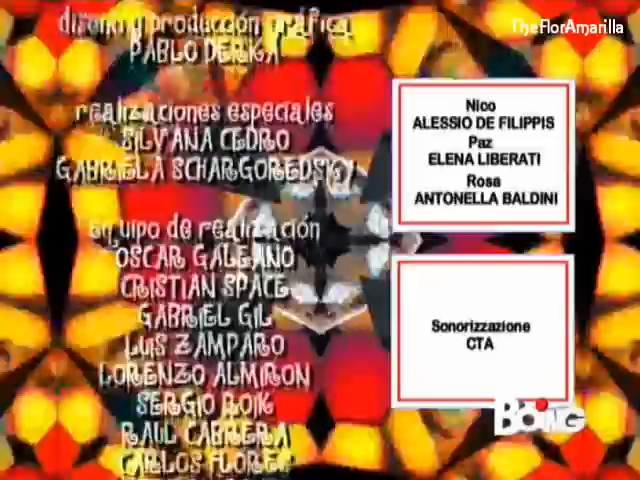 TheFlorAmarilla
diseño y producción gráfica
PABLO DERKA
realizaciones especiales
SILVANA CEDRO
GABRIELA SCHARGOREDSKY
equipo de realización
OSCAR GALEANO
CRISTIAN SPACE
GABRIEL GIL
LUIS ZAMPARO
LORENZO ALMIRON
SERGIO ROIK
RAUL CABRERA
CARLOS FLORES
Nico
ALESSIO DE FILIPPIS
Paz
ELENA LIBERATI
Rosa
ANTONELLA BALDINI
Sonorizzazione
CTA
BOING